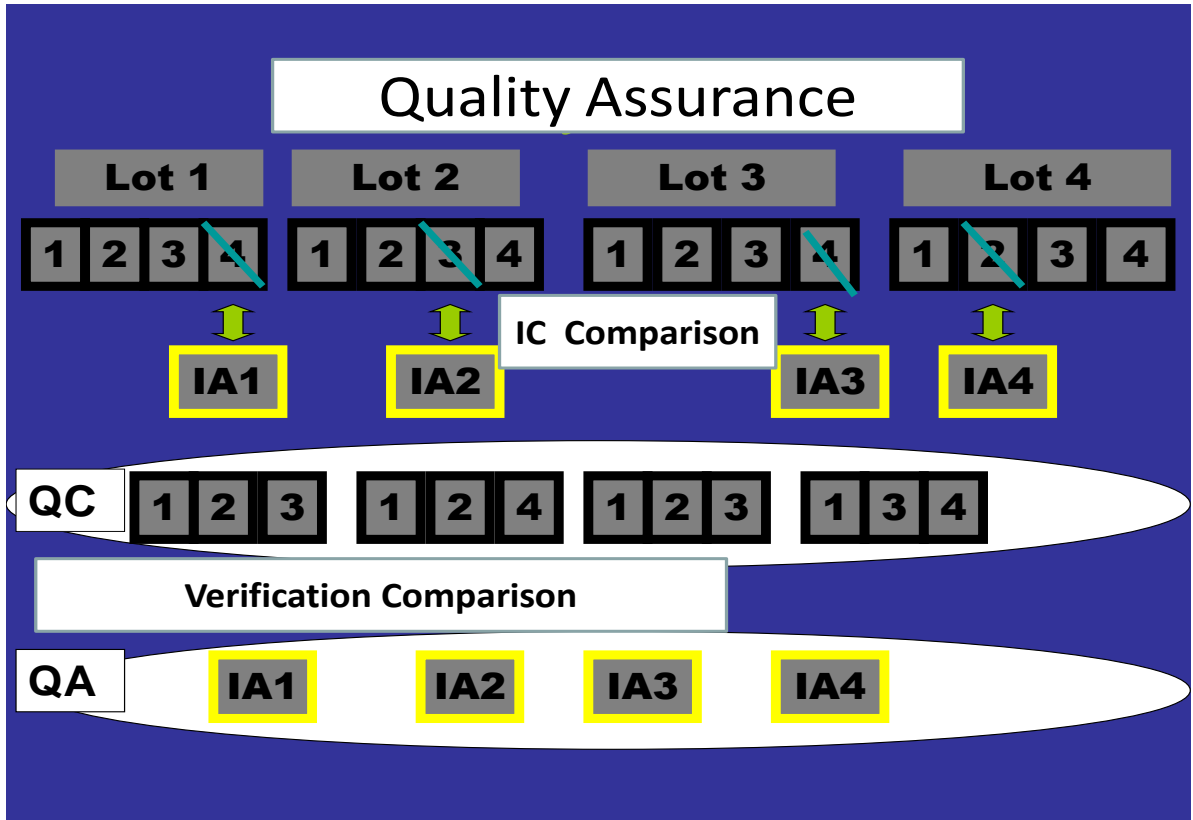 Quality Assurance
Lot 1 Lot 2 Lot 3 Lot 4
1 2 3 4 1 2 3 4 1 2 3 4 1 2 3 4
IC Comparison
IA1 IA2 IA3 IA4
QC 1 2 3 1 2 4 1 2 3 1 3 4
Verification Comparison
QA IA1 IA2 IA3 IA4